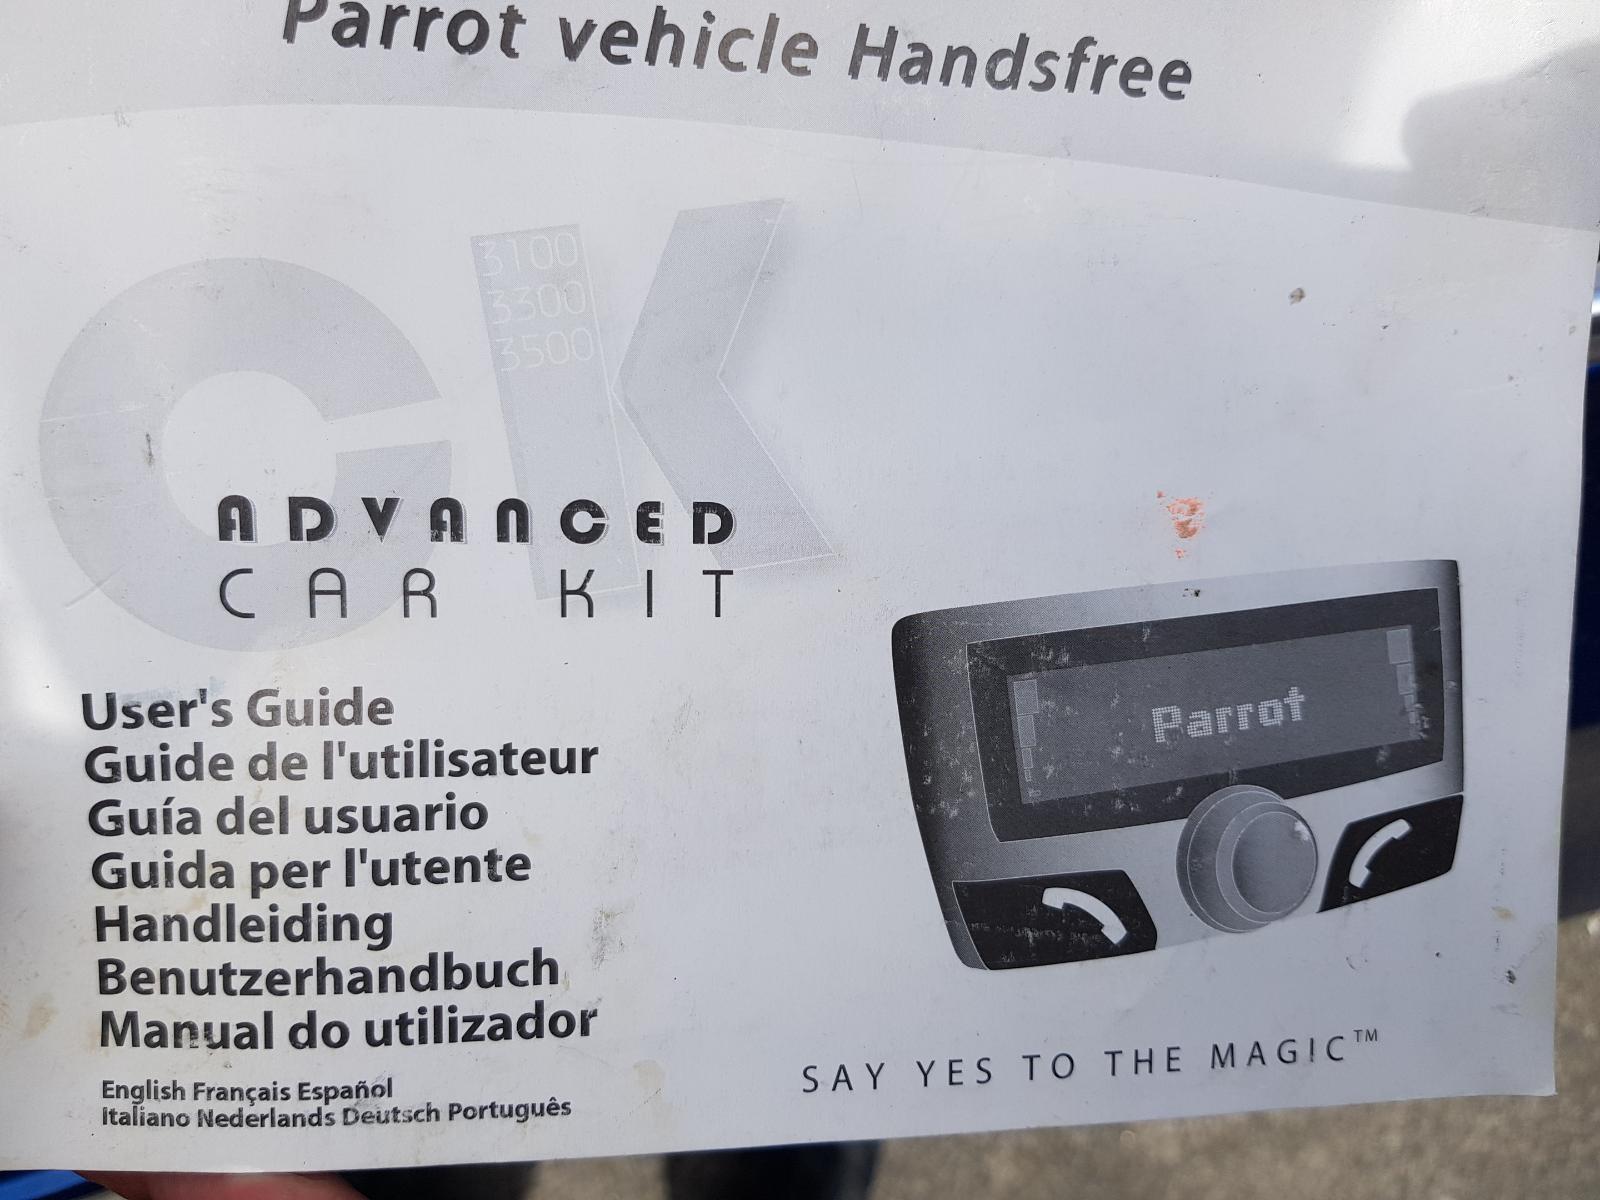 Parrot vehicle Handsfree
CK
3100
3300
3500
ADVANCED
CAR KIT
User's Guide
Guide de l'utilisateur
Guía del usuario
Guida per l'utente
Handleiding
Benutzerhandbuch
Manual do utilizador
English Français Español
Italiano Nederlands Deutsch Português
Parrot
SAY YES TO THE MAGIC™